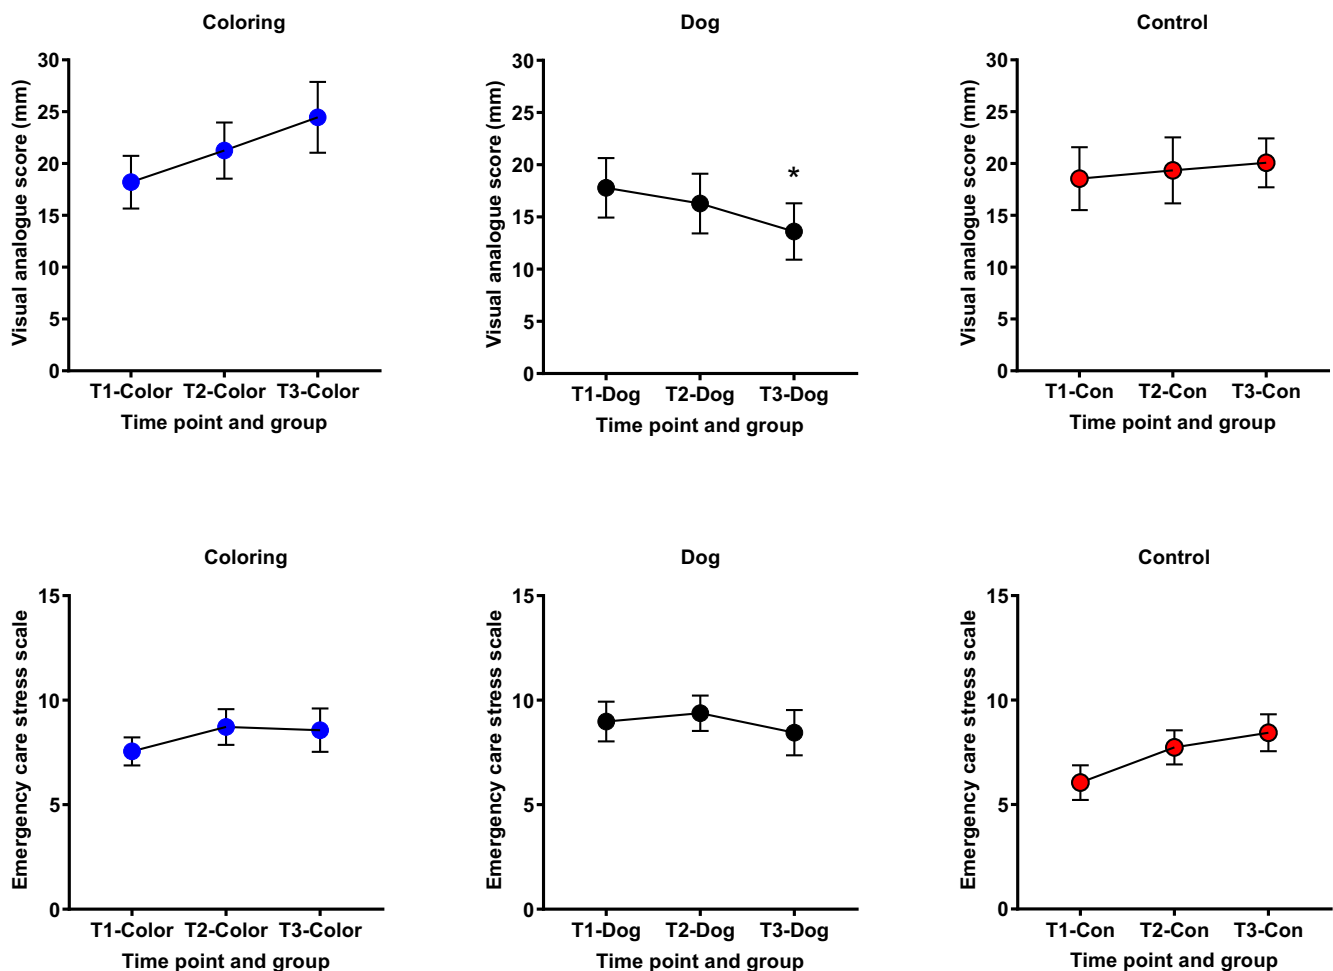 Coloring
Visual analogue score (mm)
30
25
20
15
10
5
0
T1-Color T2-Color T3-Color
Time point and group
Dog
Visual analogue score (mm)
30
25
20
15
10
5
0
*
T1-Dog T2-Dog T3-Dog
Time point and group
Control
Visual analogue score (mm)
30
25
20
15
10
5
0
T1-Con T2-Con T3-Con
Time point and group
Coloring
Emergency care stress scale
15
10
5
0
T1-Color T2-Color T3-Color
Time point and group
Dog
Emergency care stress scale
15
10
5
0
T1-Dog T2-Dog T3-Dog
Time point and group
Control
Emergency care stress scale
15
10
5
0
T1-Con T2-Con T3-Con
Time point and group